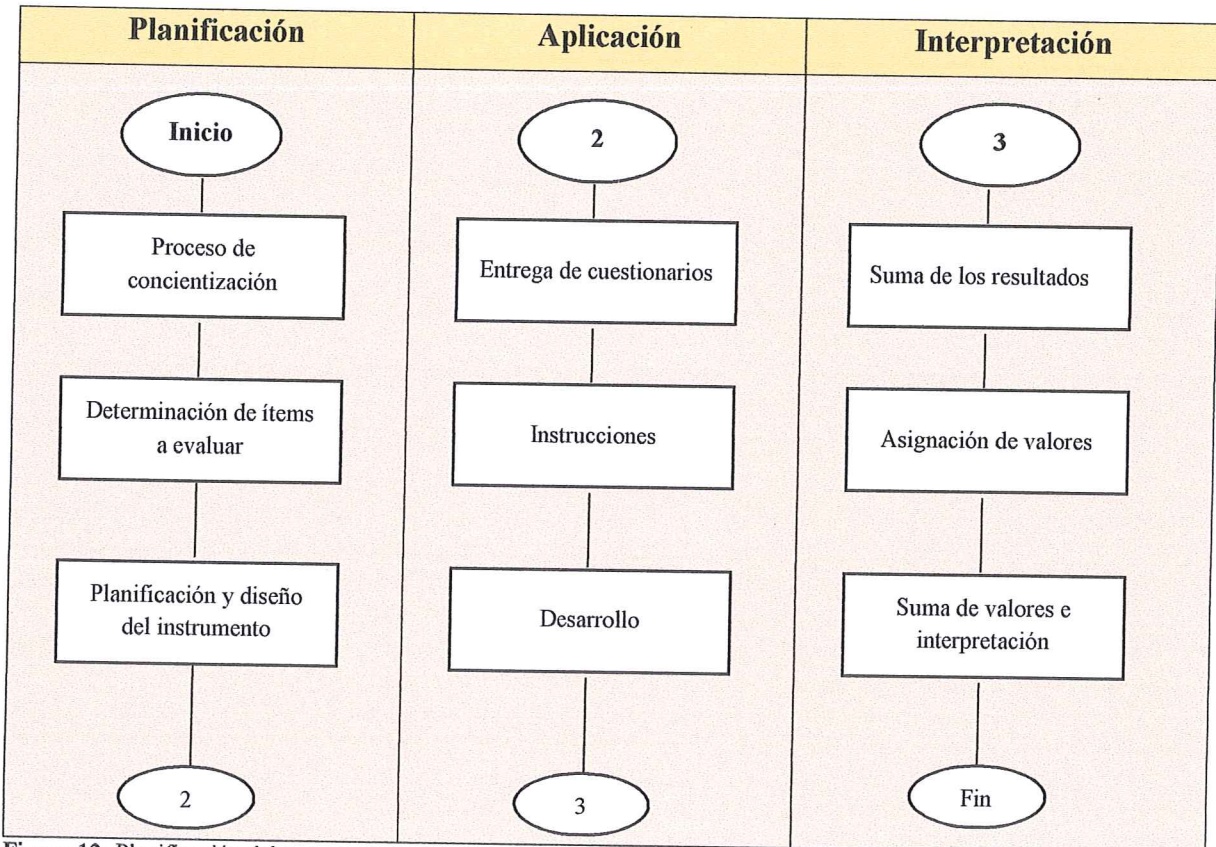 Planificación
Aplicación
Interpretación
Inicio
Proceso de
concientización
Determinación de ítems
a evaluar
Planificación y diseño
del instrumento
2
2
Entrega de cuestionarios
Instrucciones
Desarrollo
3
3
Suma de los resultados
Asignación de valores
Suma de valores e
interpretación
Fin